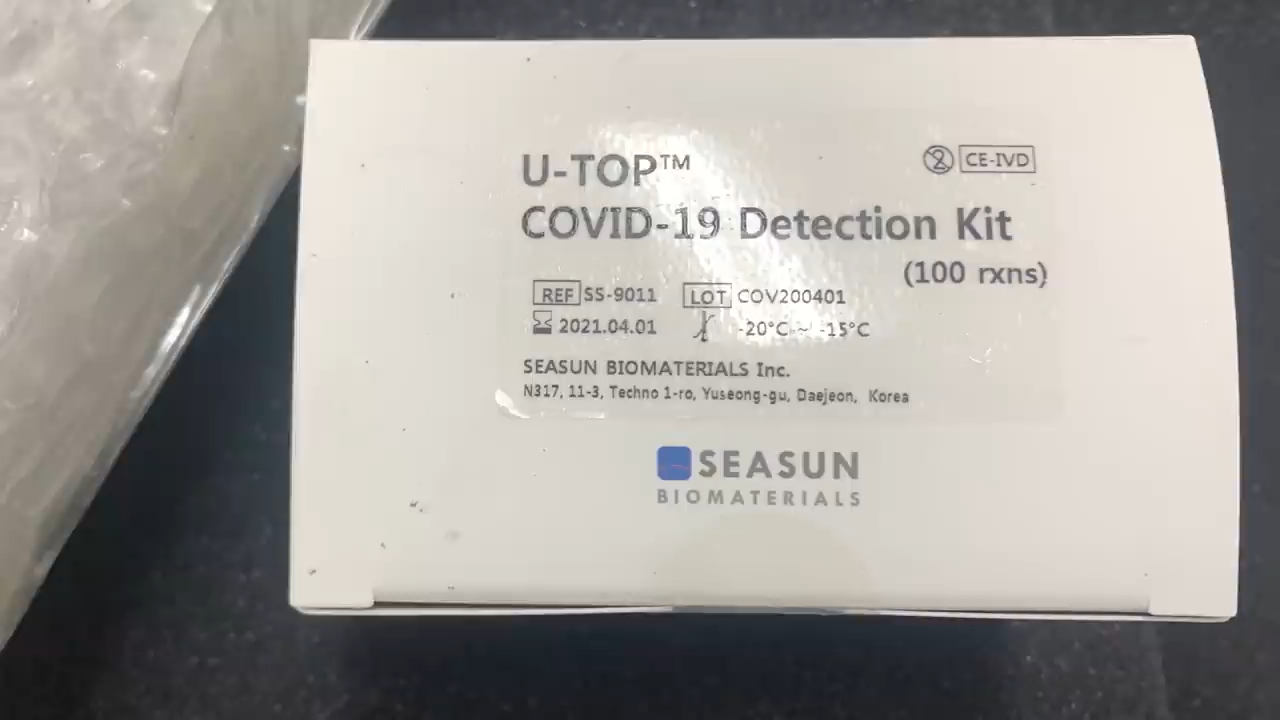 U-TOP™
CE-IVD
COVID-19 Detection Kit
(100 rxns)
REF SS-9011 LOT COV200401
2021.04.01 -20°C ~ -15°C
SEASUN BIOMATERIALS Inc.
N317, 11-3, Techno 1-ro, Yuseong-gu, Daejeon, Korea
SEASUN
BIOMATERIALS